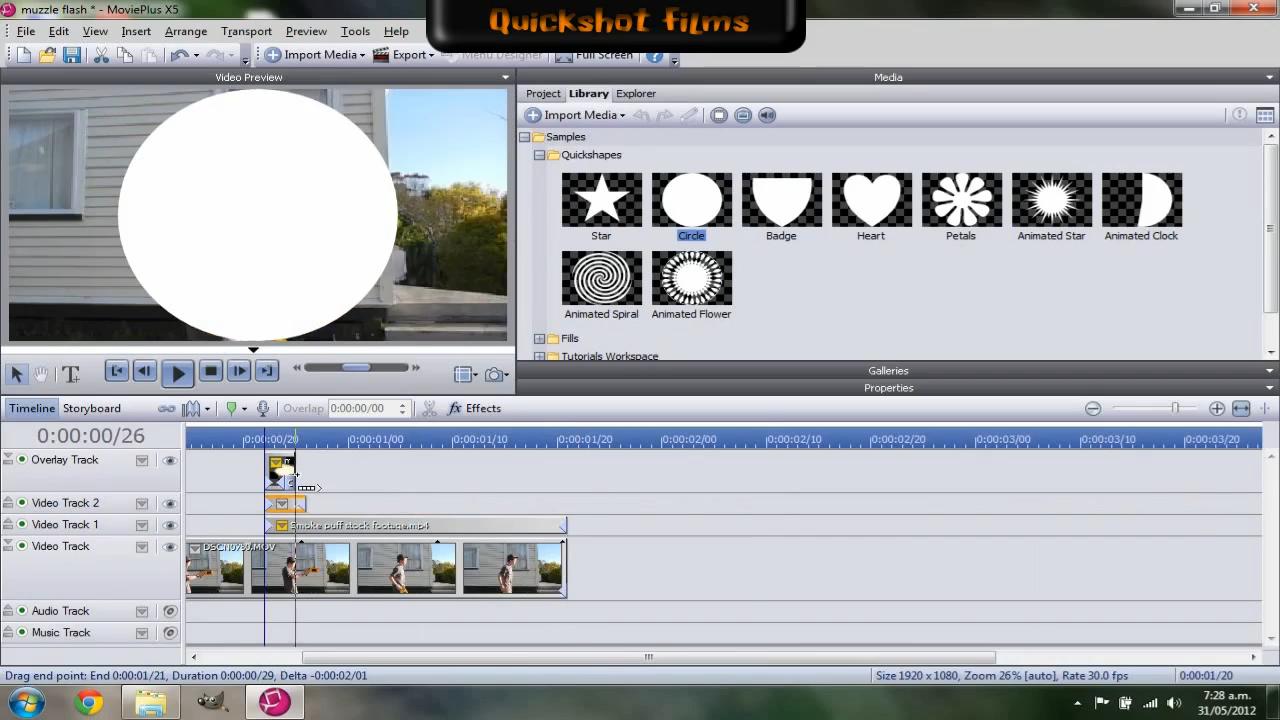 muzzle flash * - MoviePlus X5
Quickshot films
File Edit View Insert Arrange Transport Preview Tools Help
Import Media Export Menu Designer Full Screen
Video Preview
Media
Project Library Explorer
Import Media
Samples
Quickshapes
Star Circle Badge Heart Petals Animated Star Animated Clock
Animated Spiral Animated Flower
Fills
Tutorials Workspace
Galleries
Properties
Timeline Storyboard Overlap 0:00:00/00 fx Effects
0:00:00/26
0:00:00/20 0:00:01/00 0:00:01/10 0:00:01/20 0:00:02/00 0:00:02/10 0:00:02/20 0:00:03/00 0:00:03/10 0:00:03/20
Overlay Track
Video Track 2
Video Track 1
Smoke puff stock footage.mp4
Video Track
Audio Track
Music Track
Drag end point: End 0:00:01/21, Duration 0:00:00/29, Delta -0:00:02/01
Size 1920 x 1080, Zoom 26% [auto], Rate 30.0 fps
0:00:01/20
7:28 a.m.
31/05/2012